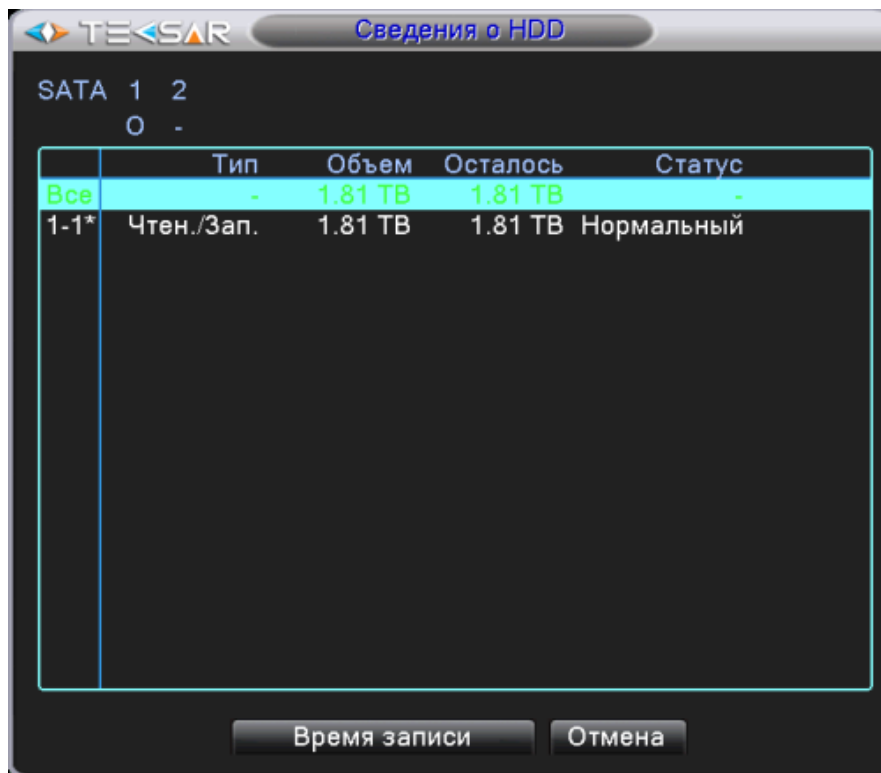 TEKSAR Сведения о HDD
SATA 1 2
O -
Тип Объем Осталось Статус
Все - 1.81 TB 1.81 TB -
1-1* Чтен./Зап. 1.81 TB 1.81 TB Нормальный
Время записи Отмена